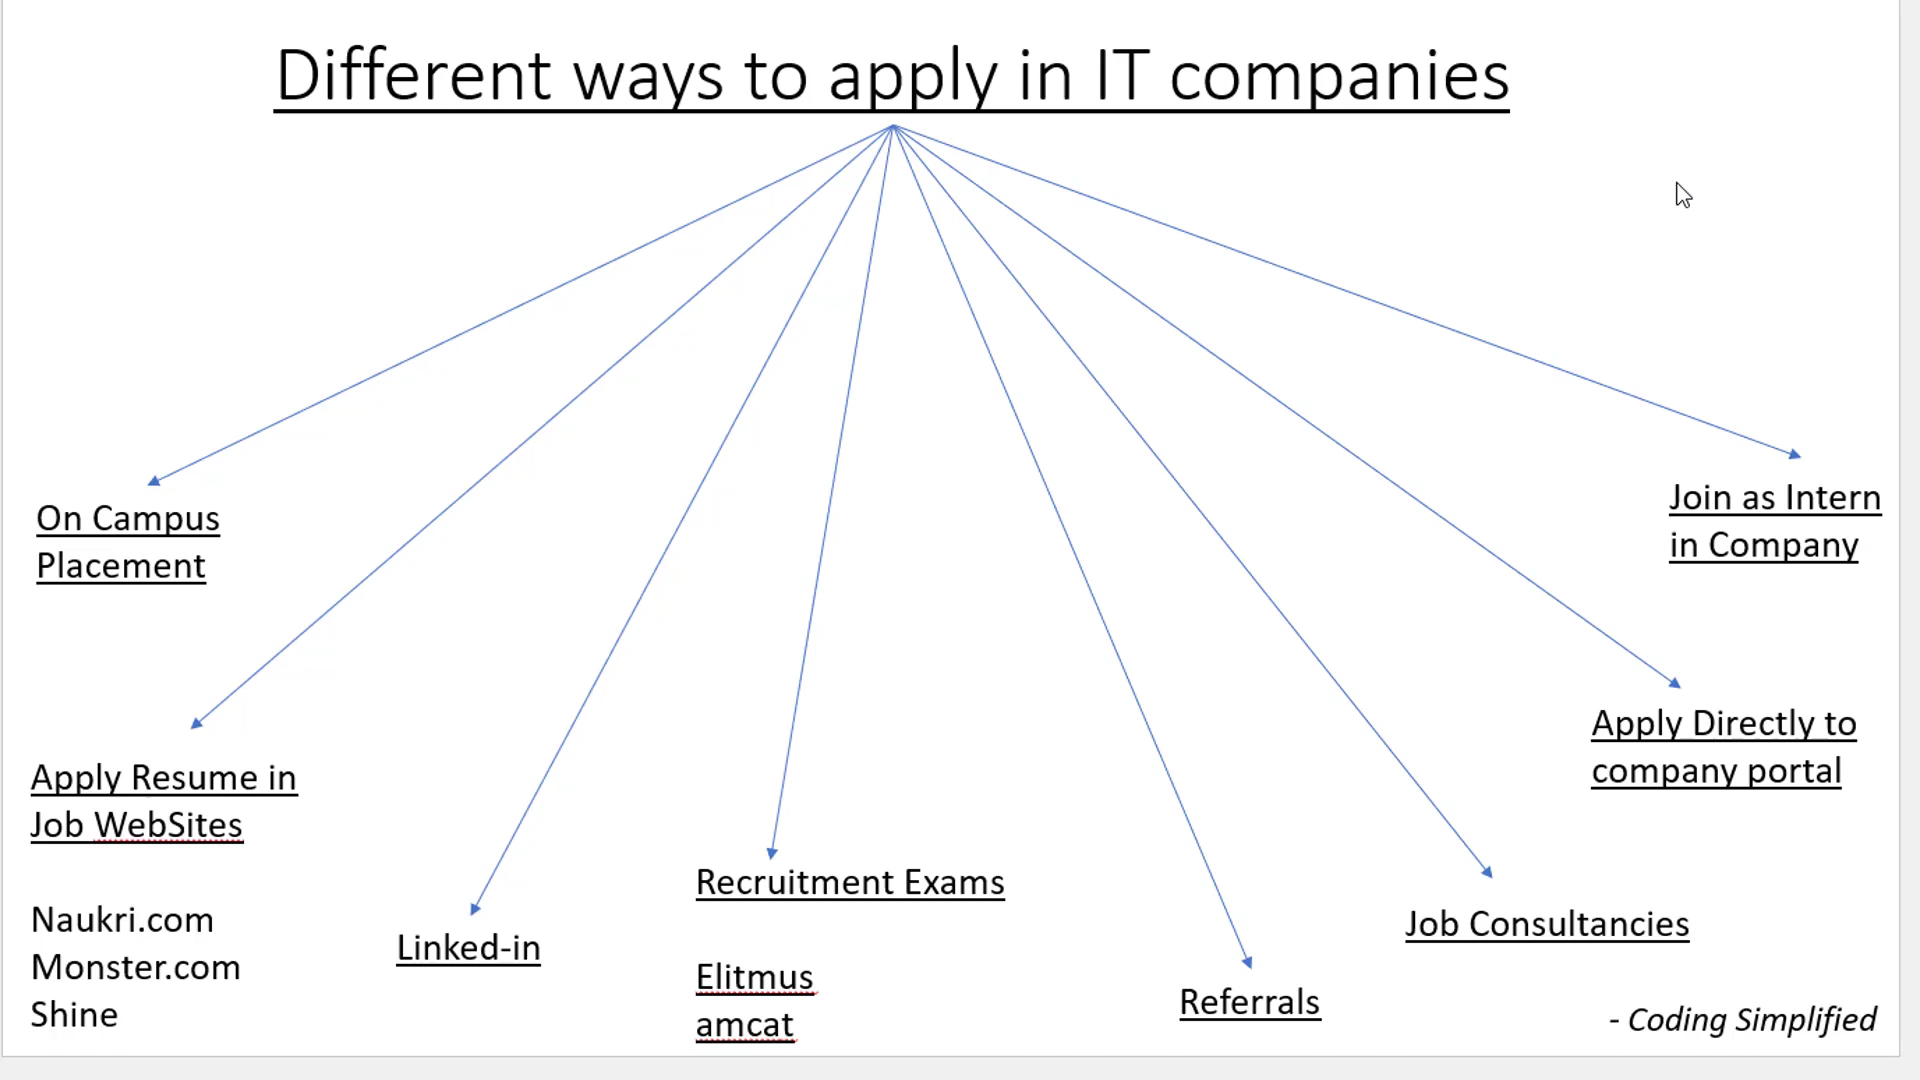 Different ways to apply in IT companies
On Campus
Placement
Join as Intern
in Company
Apply Resume in
Job WebSites
Naukri.com
Monster.com
Shine
Linked-in
Recruitment Exams
Elitmus
amcat
Referrals
Job Consultancies
Apply Directly to
company portal
- Coding Simplified